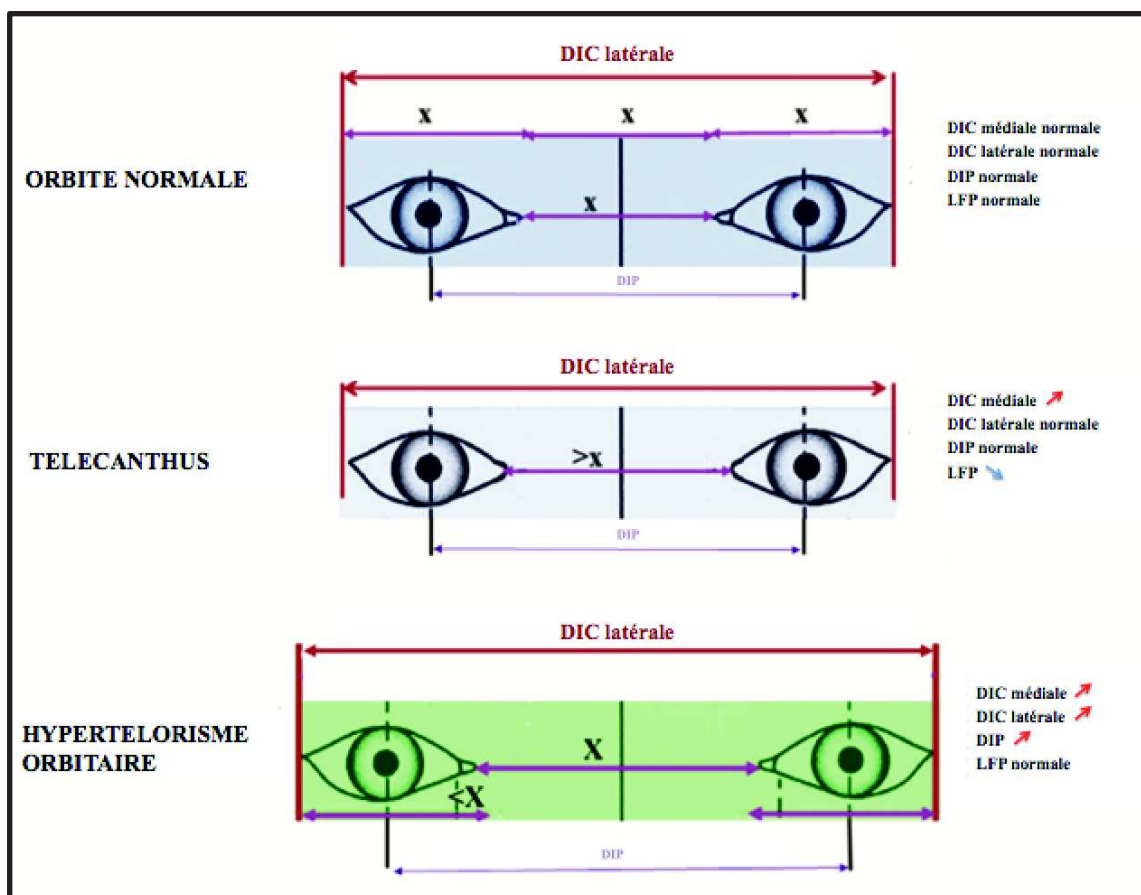 DIC latérale
x x x
ORBITE NORMALE
x
DIP
DIC médiale normale
DIC latérale normale
DIP normale
LFP normale
DIC latérale
TELECANTHUS
>x
DIP
DIC médiale ↗
DIC latérale normale
DIP normale
LFP ↘
DIC latérale
HYPERTELORISME
ORBITAIRE
X
<X
DIP
DIC médiale ↗
DIC latérale ↗
DIP ↗
LFP normale